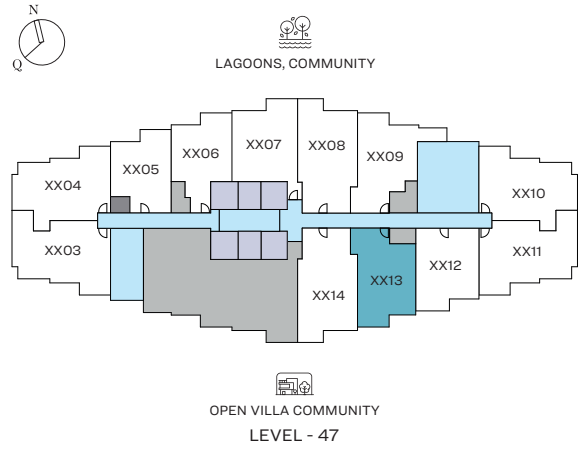 N
Q
LAGOONS, COMMUNITY
XX07
XX08
XX06
XX09
XX05
XX04
XX10
XX03
XX11
XX12
XX13
XX14
OPEN VILLA COMMUNITY
LEVEL - 47